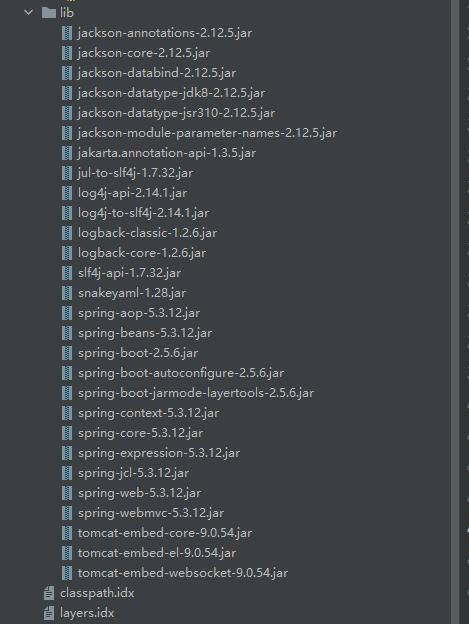 lib
jackson-annotations-2.12.5.jar
jackson-core-2.12.5.jar
jackson-databind-2.12.5.jar
jackson-datatype-jdk8-2.12.5.jar
jackson-datatype-jsr310-2.12.5.jar
jackson-module-parameter-names-2.12.5.jar
jakarta.annotation-api-1.3.5.jar
jul-to-slf4j-1.7.32.jar
log4j-api-2.14.1.jar
log4j-to-slf4j-2.14.1.jar
logback-classic-1.2.6.jar
logback-core-1.2.6.jar
slf4j-api-1.7.32.jar
snakeyaml-1.28.jar
spring-aop-5.3.12.jar
spring-beans-5.3.12.jar
spring-boot-2.5.6.jar
spring-boot-autoconfigure-2.5.6.jar
spring-boot-jarmode-layertools-2.5.6.jar
spring-context-5.3.12.jar
spring-core-5.3.12.jar
spring-expression-5.3.12.jar
spring-jcl-5.3.12.jar
spring-web-5.3.12.jar
spring-webmvc-5.3.12.jar
tomcat-embed-core-9.0.54.jar
tomcat-embed-el-9.0.54.jar
tomcat-embed-websocket-9.0.54.jar
classpath.idx
layers.idx